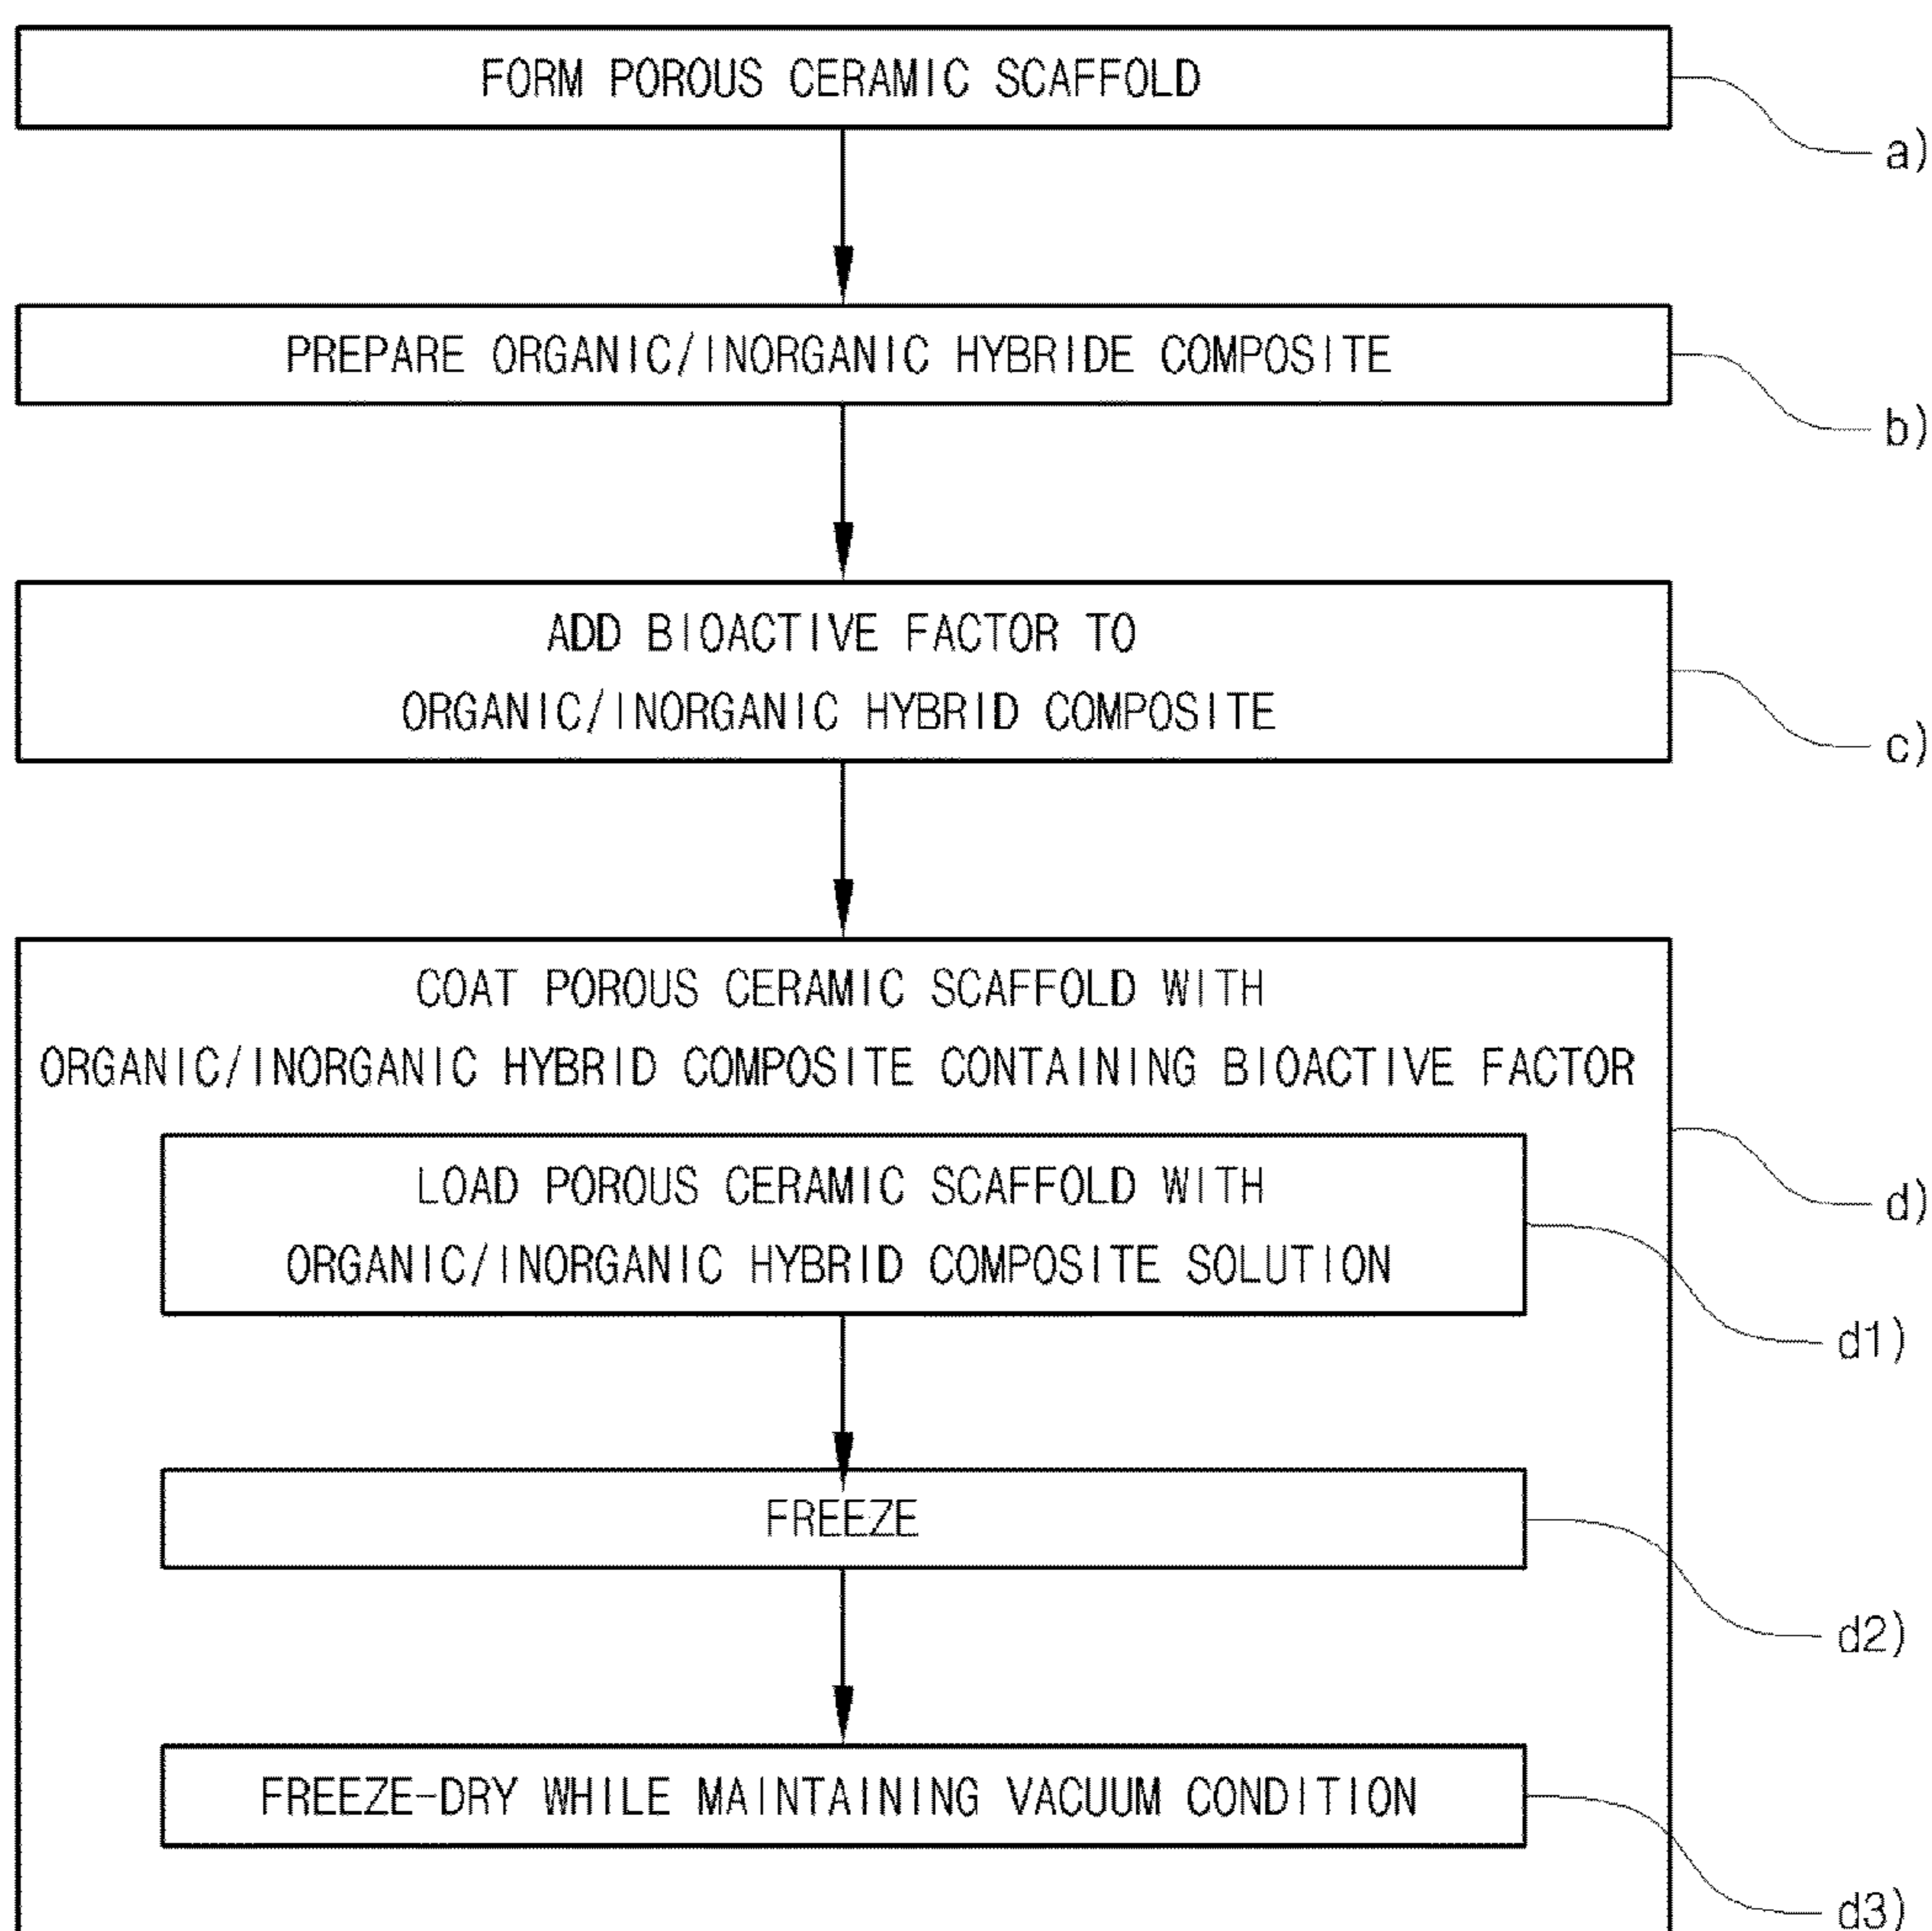 FORM POROUS CERAMIC SCAFFOLD
a)
PREPARE ORGANIC/INORGANIC HYBRIDE COMPOSITE
b)
ADD BIOACTIVE FACTOR TO
ORGANIC/INORGANIC HYBRID COMPOSITE
c)
COAT POROUS CERAMIC SCAFFOLD WITH
ORGANIC/INORGANIC HYBRID COMPOSITE CONTAINING BIOACTIVE FACTOR
d)
LOAD POROUS CERAMIC SCAFFOLD WITH
ORGANIC/INORGANIC HYBRID COMPOSITE SOLUTION
d1)
FREEZE
d2)
FREEZE-DRY WHILE MAINTAINING VACUUM CONDITION
d3)